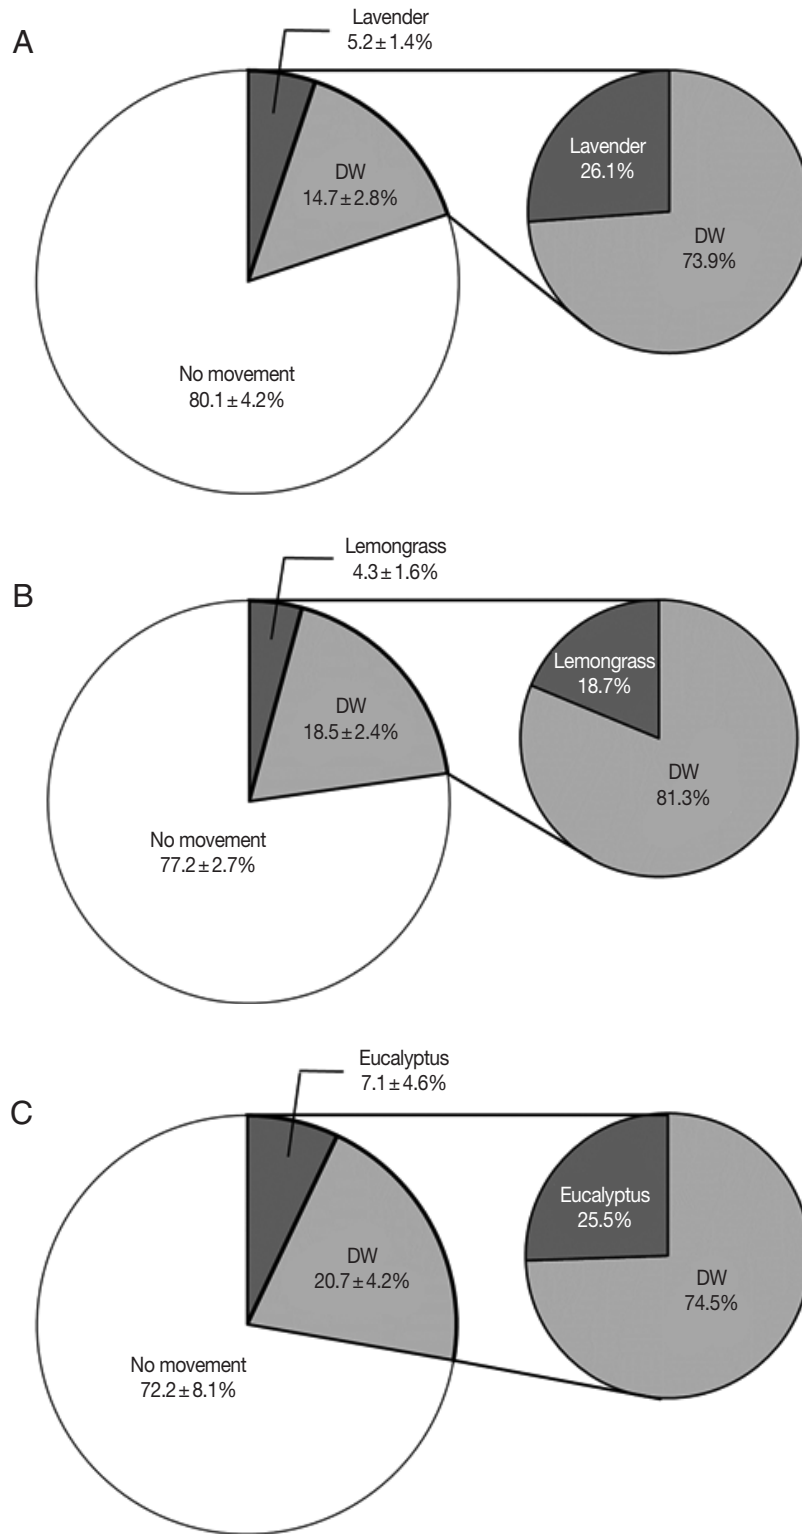 A
Lavender
5.2±1.4%
DW
14.7±2.8%
No movement
80.1±4.2%
Lavender
26.1%
DW
73.9%
B
Lemongrass
4.3±1.6%
DW
18.5±2.4%
No movement
77.2±2.7%
Lemongrass
18.7%
DW
81.3%
C
Eucalyptus
7.1±4.6%
DW
20.7±4.2%
No movement
72.2±8.1%
Eucalyptus
25.5%
DW
74.5%